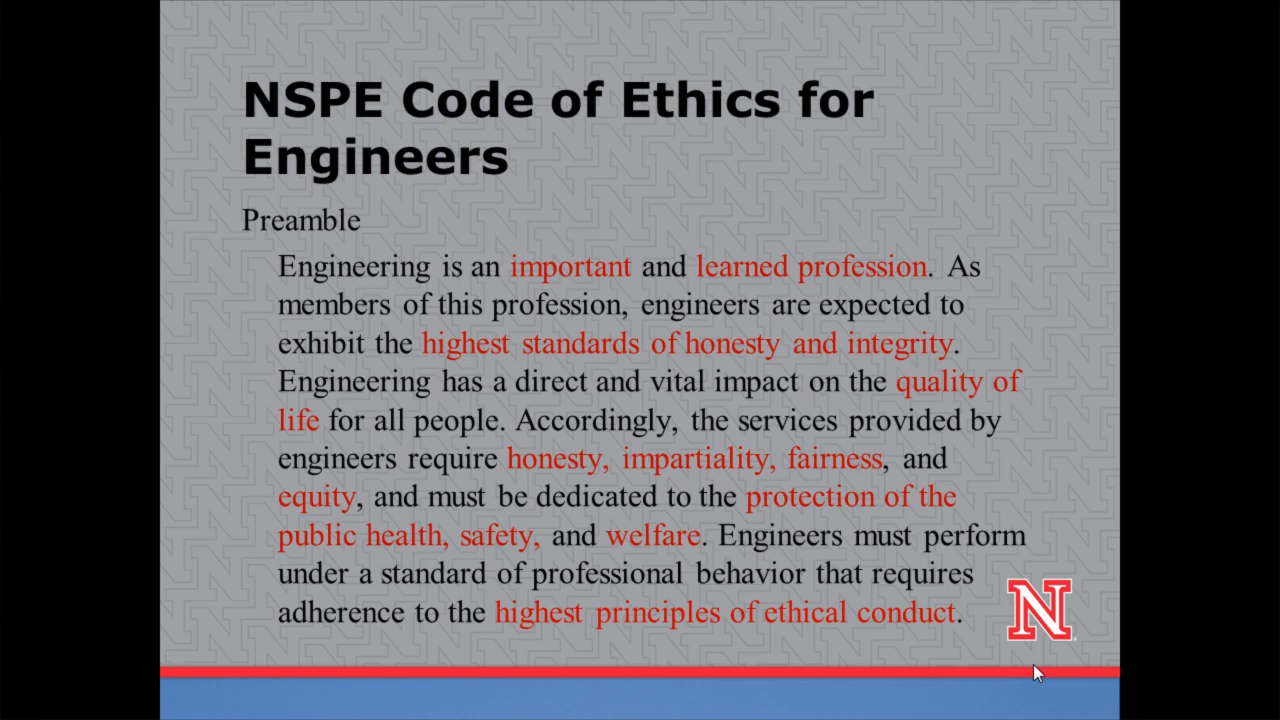 NSPE Code of Ethics for
Engineers
Preamble
Engineering is an important and learned profession. As
members of this profession, engineers are expected to
exhibit the highest standards of honesty and integrity.
Engineering has a direct and vital impact on the quality of
life for all people. Accordingly, the services provided by
engineers require honesty, impartiality, fairness, and
equity, and must be dedicated to the protection of the
public health, safety, and welfare. Engineers must perform
under a standard of professional behavior that requires
adherence to the highest principles of ethical conduct.
N